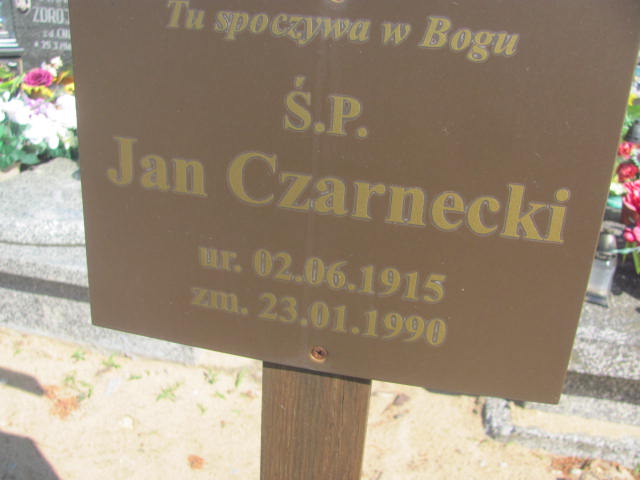 Tu spoczywa w Bogu
Ś.P.
Jan Czarnecki
ur. 02.06.1915
zm. 23.01.1990